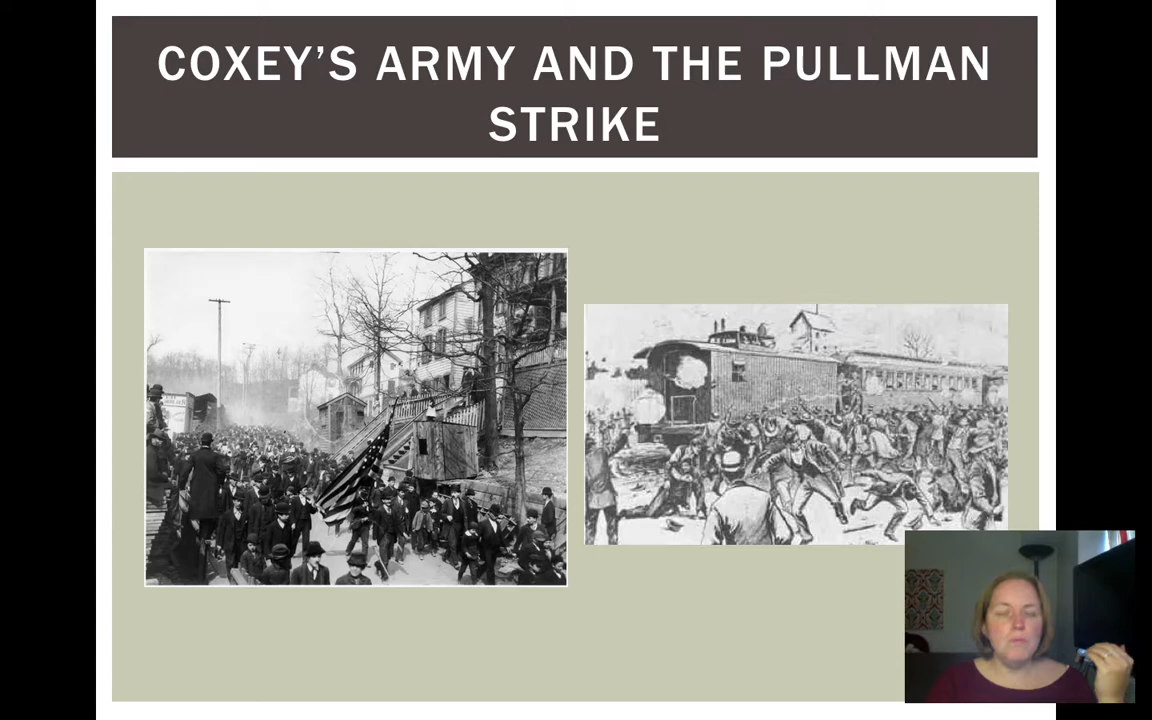 COXEY’S ARMY AND THE PULLMAN
STRIKE